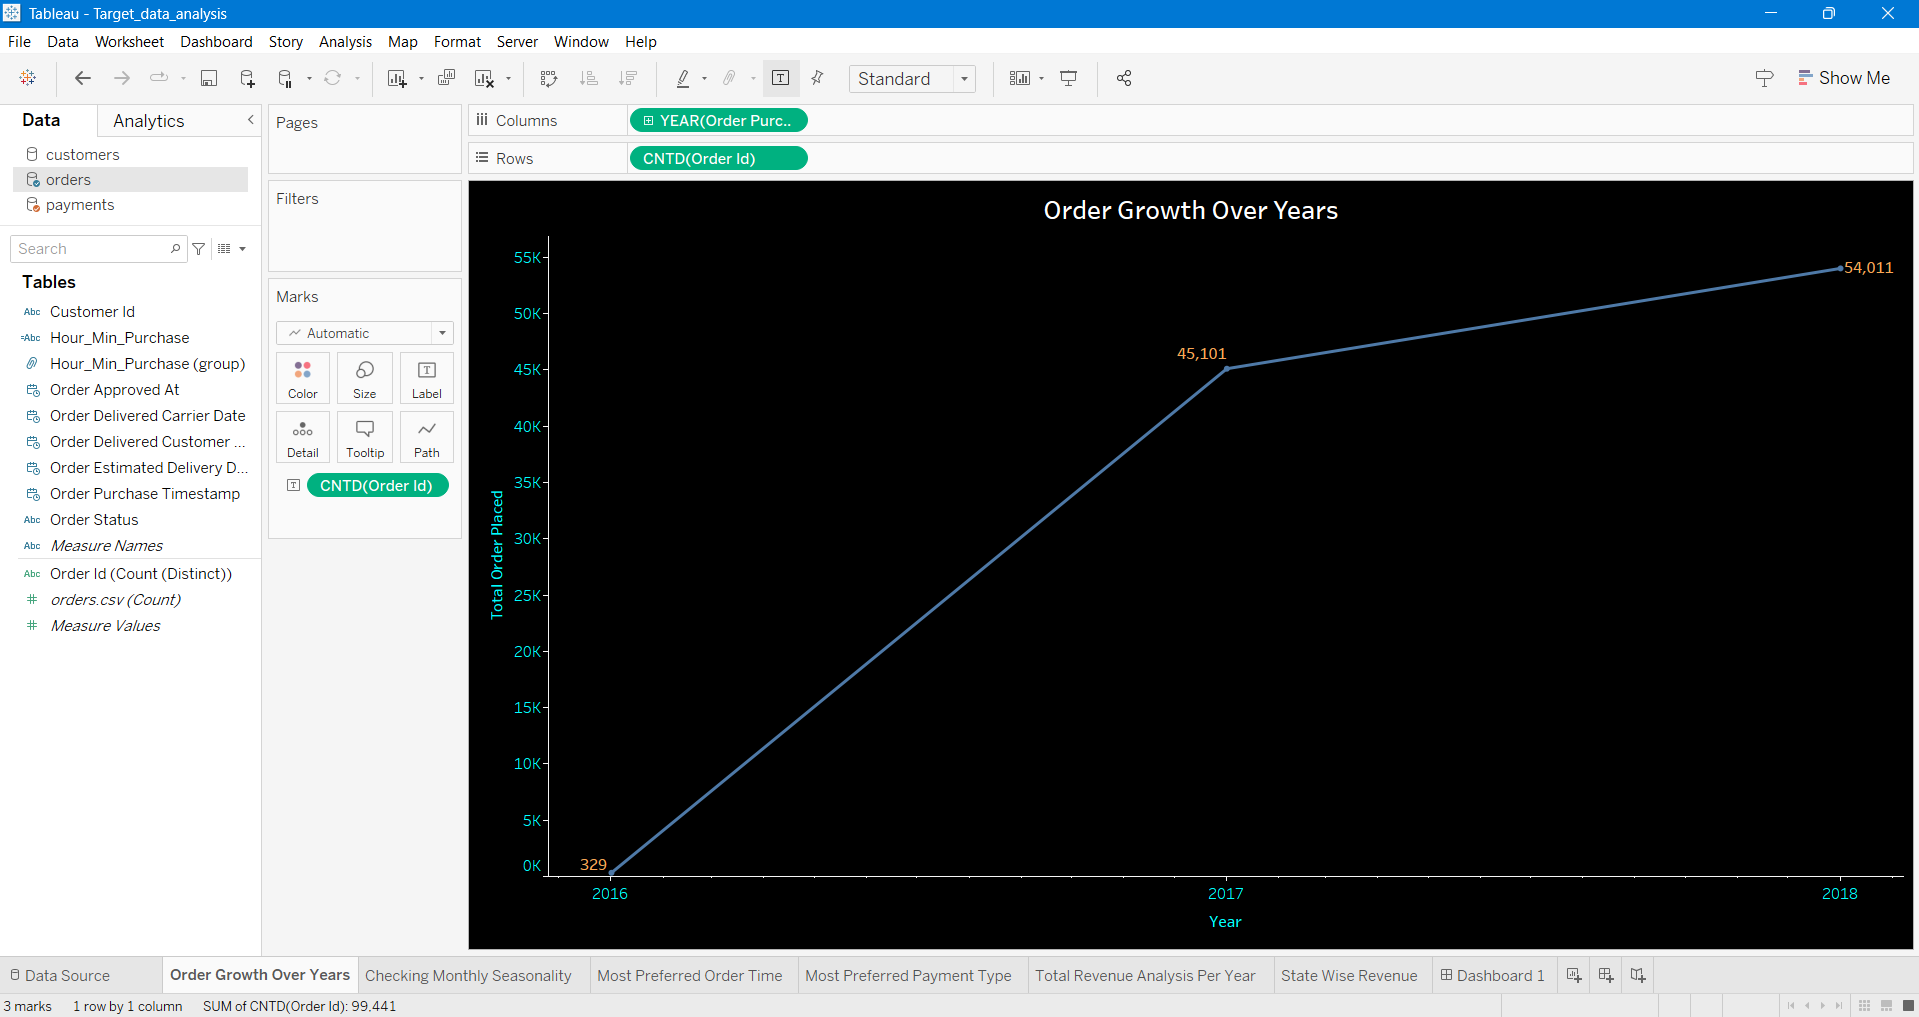 Tableau - Target_data_analysis
File Data Worksheet Dashboard Story Analysis Map Format Server Window Help
Standard
Show Me
Data Analytics
customers
orders
payments
Search
Tables
Abc Customer Id
=Abc Hour_Min_Purchase
Hour_Min_Purchase (group)
Order Approved At
Order Delivered Carrier Date
Order Delivered Customer ...
Order Estimated Delivery D...
Order Purchase Timestamp
Abc Order Status
Abc Measure Names
Abc Order Id (Count (Distinct))
# orders.csv (Count)
# Measure Values
Pages
Filters
Marks
Automatic
Color Size Label
Detail Tooltip Path
CNTD(Order Id)
Columns YEAR(Order Purc..
Rows CNTD(Order Id)
Order Growth Over Years
Total Order Placed
55K
50K
45K
40K
35K
30K
25K
20K
15K
10K
5K
0K
329
45,101
54,011
2016 2017 2018
Year
Data Source Order Growth Over Years Checking Monthly Seasonality Most Preferred Order Time Most Preferred Payment Type Total Revenue Analysis Per Year State Wise Revenue Dashboard 1
3 marks 1 row by 1 column SUM of CNTD(Order Id): 99,441